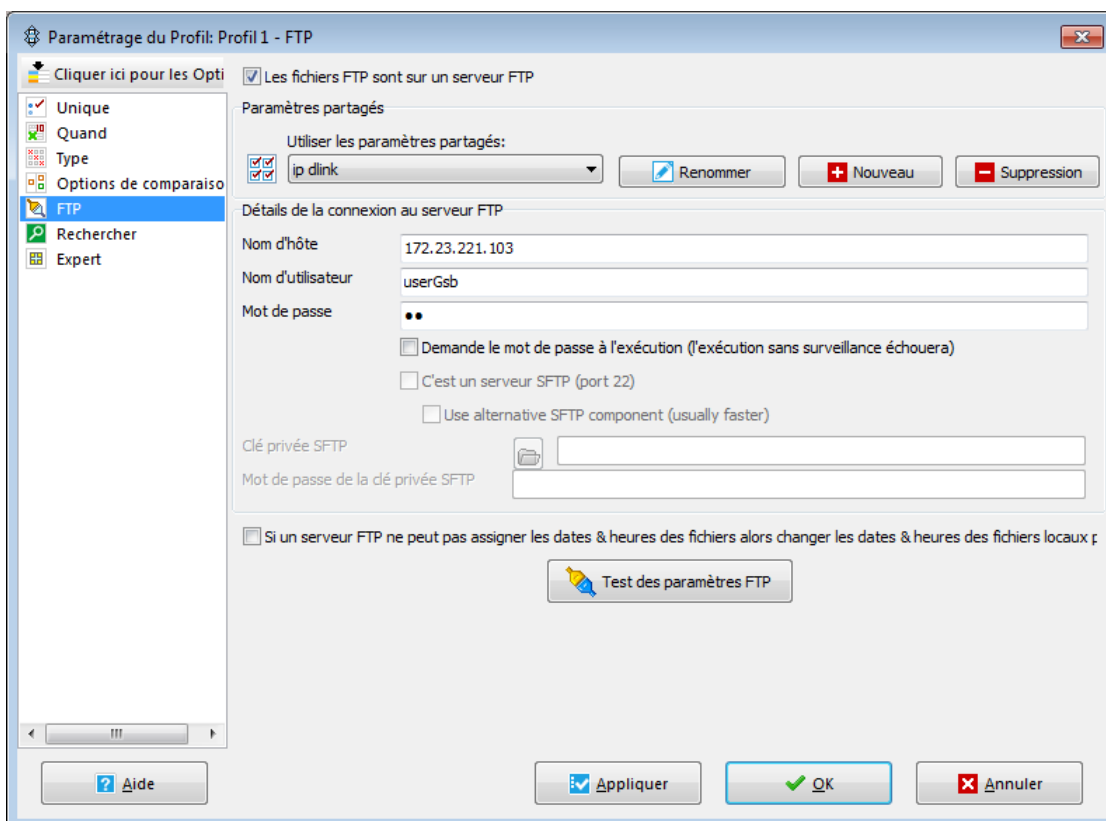 Paramétrage du Profil: Profil 1 - FTP
Cliquer ici pour les Opti
Unique
Quand
Type
Options de comparaiso
FTP
Rechercher
Expert
Les fichiers FTP sont sur un serveur FTP
Paramètres partagés
Utiliser les paramètres partagés:
ip dlink
Renommer
Nouveau
Suppression
Détails de la connexion au serveur FTP
Nom d'hôte
172.23.221.103
Nom d'utilisateur
userGsb
Mot de passe
●●
Demande le mot de passe à l'exécution (l'exécution sans surveillance échouera)
C'est un serveur SFTP (port 22)
Use alternative SFTP component (usually faster)
Clé privée SFTP
Mot de passe de la clé privée SFTP
Si un serveur FTP ne peut pas assigner les dates & heures des fichiers alors changer les dates & heures des fichiers locaux p
Test des paramètres FTP
Aide
Appliquer
OK
Annuler